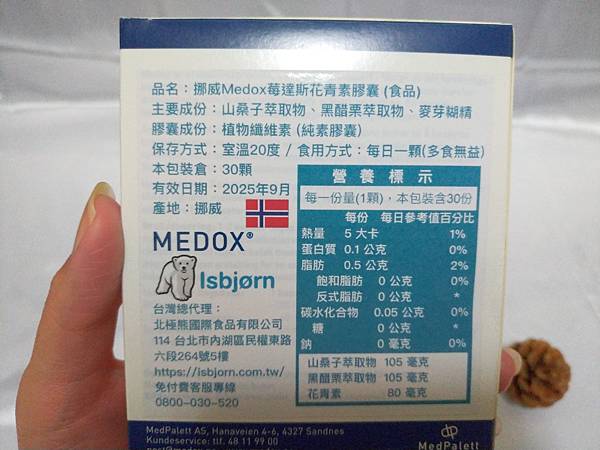 品名：挪威Medox莓達斯花青素膠囊 (食品)
主要成份：山桑子萃取物、黑醋栗萃取物、麥芽糊精
膠囊成份：植物纖維素 (純素膠囊)
保存方式：室溫20度 / 食用方式：每日一顆(多食無益)
本包裝倉：30顆
有效日期：2025年9月
產地：挪威
MEDOX®
Isbjørn
台灣總代理：
北極熊國際食品有限公司
114 台北市內湖區民權東路
六段264號5樓
https://isbjorn.com.tw/
免付費客服專線
0800-030-520
營養標示
每一份量(1顆)，本包裝含30份
每份 每日參考值百分比
熱量 5 大卡 1%
蛋白質 0.1 公克 0%
脂肪 0.5 公克 2%
飽和脂肪 0 公克 0%
反式脂肪 0 公克 *
碳水化合物 0.05 公克 0%
糖 0 公克 *
鈉 0 毫克 0%
山桑子萃取物 105 毫克
黑醋栗萃取物 105 毫克
花青素 80 毫克
MedPalett AS, Hanaveien 4-6, 4327 Sandnes
Kundeservice: tlf. 48 11 99 00
MedPalett